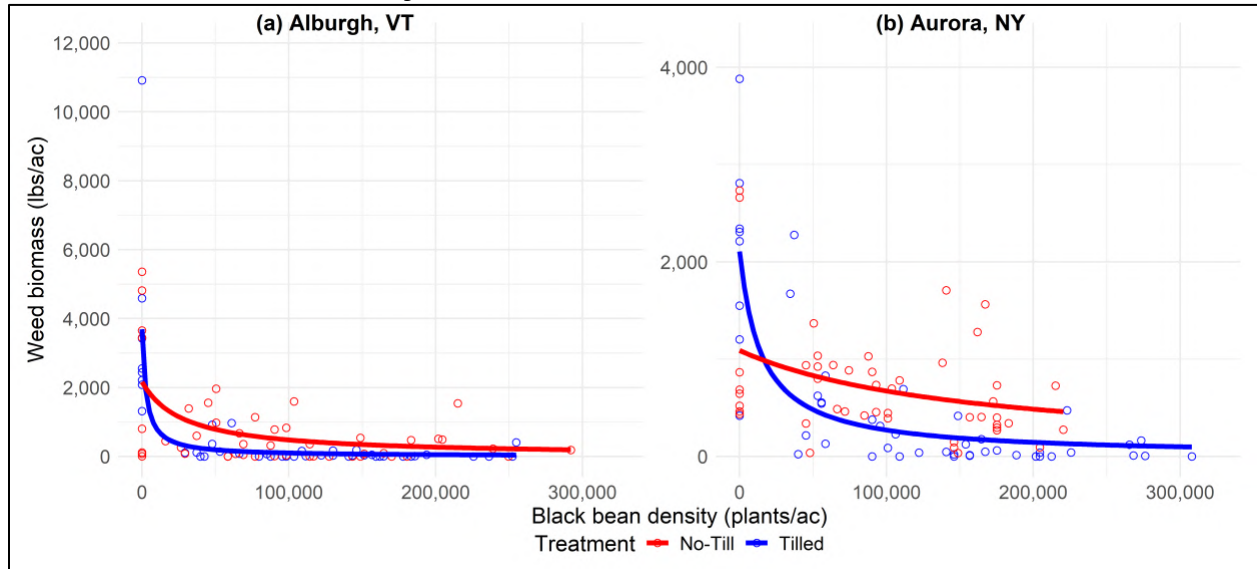 (a) Alburgh, VT
(b) Aurora, NY
12,000
10,000
8,000
6,000
4,000
2,000
0
4,000
2,000
0
Weed biomass (lbs/ac)
0 100,000 200,000 300,000
0 100,000 200,000 300,000
Black bean density (plants/ac)
Treatment No-Till Tilled